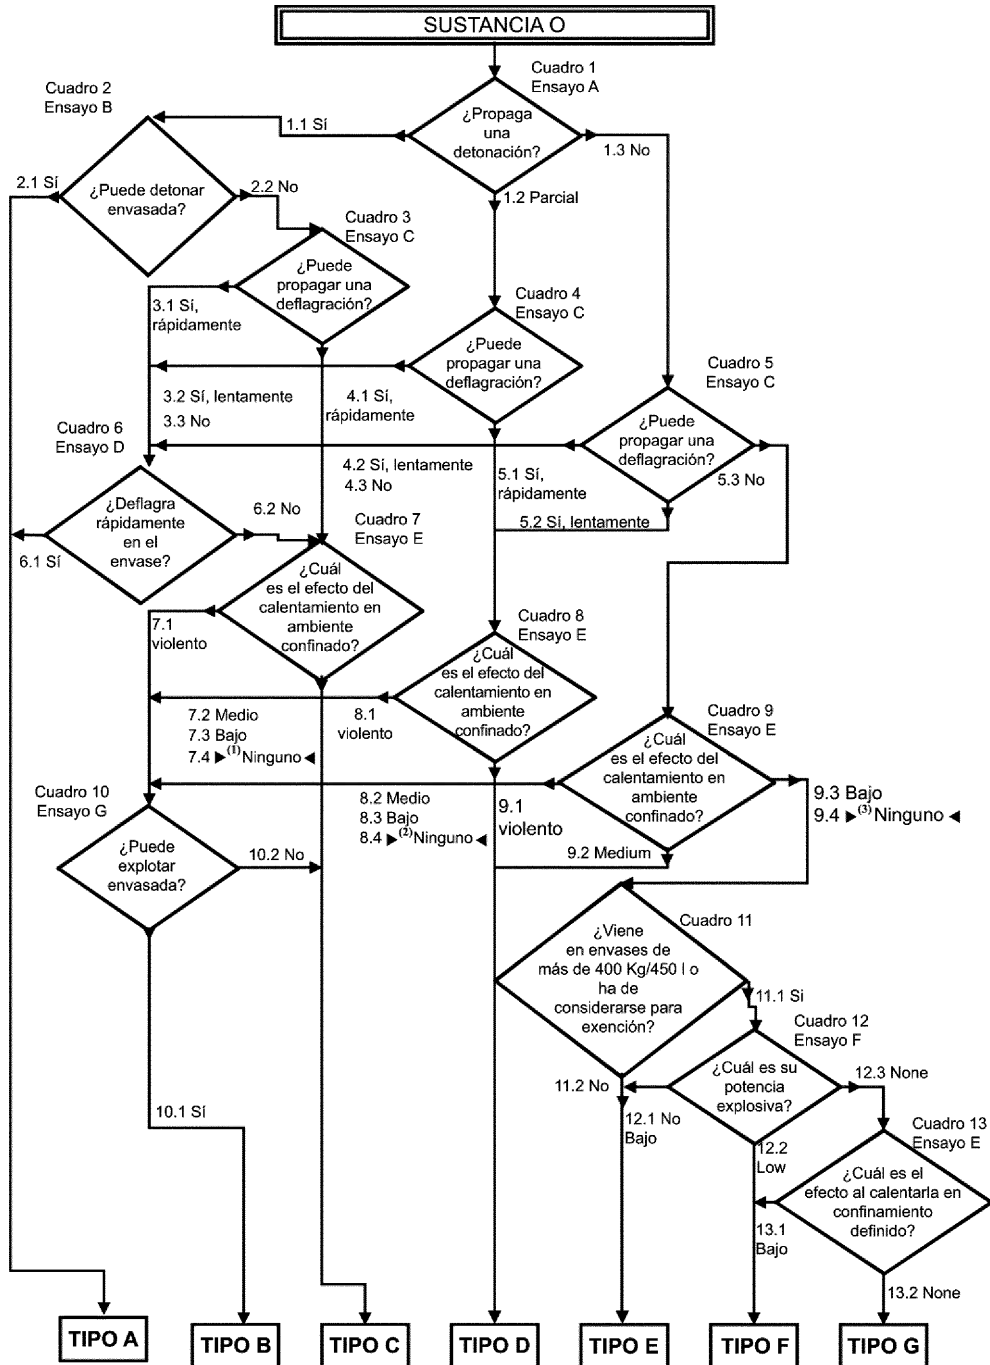 SUSTANCIA O
Cuadro 1
Ensayo A
¿Propaga
una
detonación?
1.1 Sí
1.2 Parcial
1.3 No
Cuadro 2
Ensayo B
¿Puede detonar
envasada?
2.1 Sí
2.2 No
Cuadro 3
Ensayo C
¿Puede
propagar una
deflagración?
3.1 Sí,
rápidamente
3.2 Sí, lentamente
3.3 No
Cuadro 4
Ensayo C
¿Puede
propagar una
deflagración?
4.1 Sí,
rápidamente
4.2 Sí, lentamente
4.3 No
Cuadro 5
Ensayo C
¿Puede
propagar una
deflagración?
5.1 Sí,
rápidamente
5.2 Sí, lentamente
5.3 No
Cuadro 6
Ensayo D
¿Deflagra
rápidamente
en el
envase?
6.1 Sí
6.2 No
Cuadro 7
Ensayo E
¿Cuál
es el efecto del
calentamiento en
ambiente
confinado?
7.1
violento
7.2 Medio
7.3 Bajo
7.4 ►(1)Ninguno ◄
Cuadro 8
Ensayo E
¿Cuál
es el efecto del
calentamiento en
ambiente
confinado?
8.1
violento
8.2 Medio
8.3 Bajo
8.4 ►(2)Ninguno ◄
Cuadro 9
Ensayo E
¿Cuál
es el efecto del
calentamiento en
ambiente
confinado?
9.1
violento
9.2 Medium
9.3 Bajo
9.4 ►(3)Ninguno ◄
Cuadro 10
Ensayo G
¿Puede
explotar
envasada?
10.1 Sí
10.2 No
Cuadro 11
¿Viene
en envases de
más de 400 Kg/450 l o
ha de
considerarse para
exención?
11.1 Si
11.2 No
Cuadro 12
Ensayo F
¿Cuál es su
potencia
explosiva?
12.1 No
Bajo
12.2
Low
12.3 None
Cuadro 13
Ensayo E
¿Cuál es el
efecto al calentarla en
confinamiento
definido?
13.1
Bajo
13.2 None
TIPO A
TIPO B
TIPO C
TIPO D
TIPO E
TIPO F
TIPO G